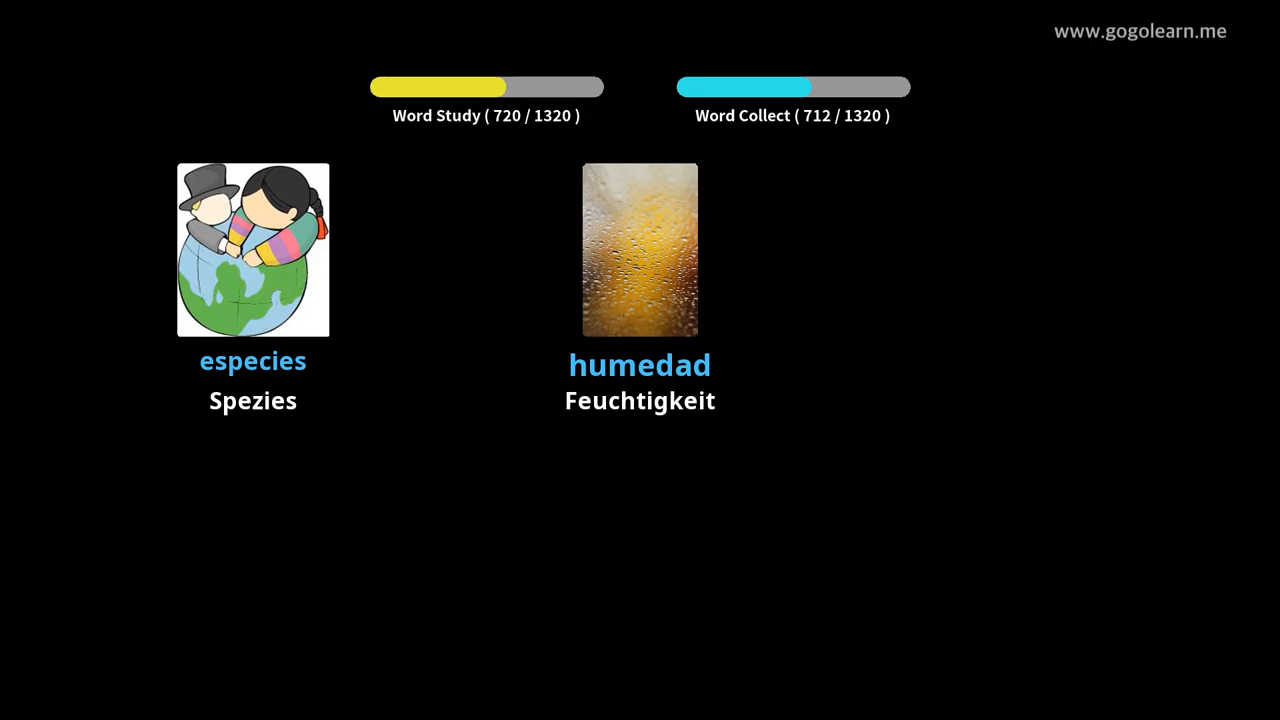 www.gogolearn.me
Word Study ( 720 / 1320 )
Word Collect ( 712 / 1320 )
especies
Spezies
humedad
Feuchtigkeit